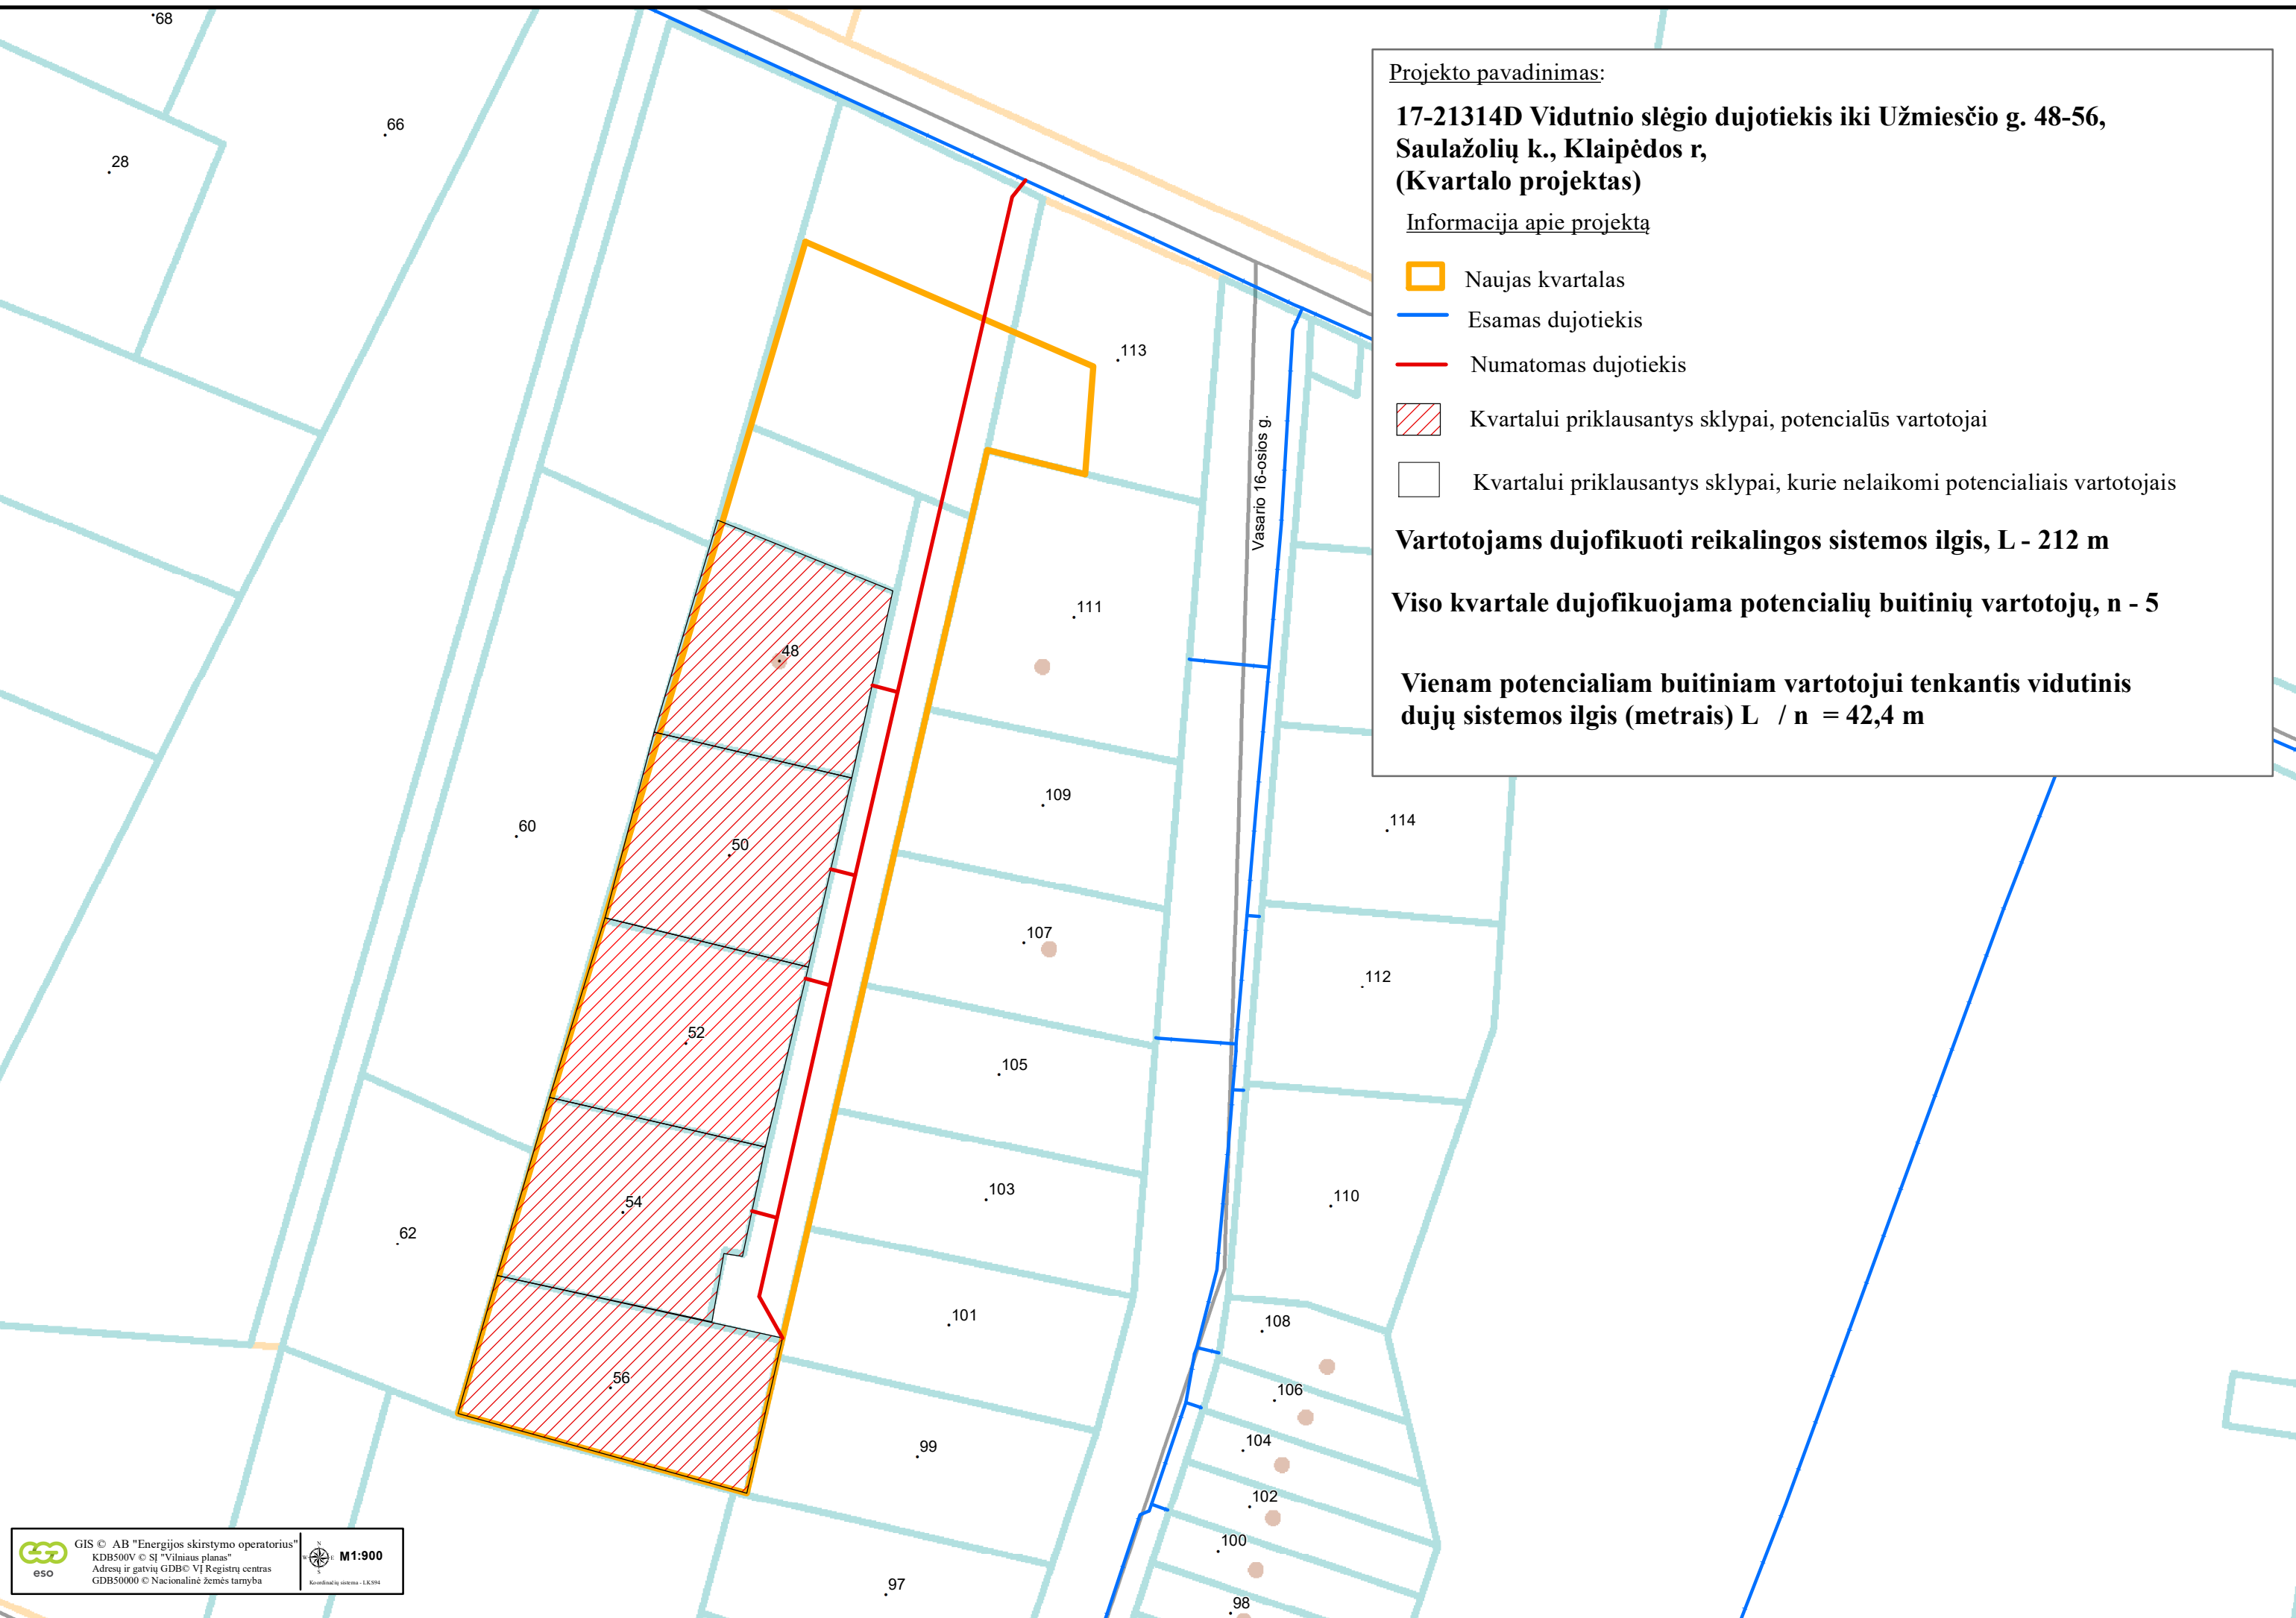 Projekto pavadinimas:
17-21314D Vidutnio slėgio dujotiekis iki Užmiesčio g. 48-56,
Saulažolių k., Klaipėdos r,
(Kvartalo projektas)
Informacija apie projektą
Naujas kvartalas
Esamas dujotiekis
Numatomas dujotiekis
Kvartalui priklausantys sklypai, potencialūs vartotojai
Kvartalui priklausantys sklypai, kurie nelaikomi potencialiais vartotojais
Vartotojams dujofikuoti reikalingos sistemos ilgis, L - 212 m
Viso kvartale dujofikuojama potencialių buitinių vartotojų, n - 5
Vienam potencialiam buitiniam vartotojui tenkantis vidutinis
dujų sistemos ilgis (metrais) L / n = 42,4 m
68
66
28
113
Vasario 16-osios g.
111
48
109
114
60
50
107
112
52
105
103
110
54
62
101
108
56
106
99
104
102
100
97
98
eso
GIS © AB "Energijos skirstymo operatorius"
KDB500V © SĮ "Vilniaus planas"
Adresų ir gatvių GDB© VĮ Registrų centras
GDB50000 © Nacionalinė žemės tarnyba
N
W
E
S
M1:900
Koordinačių sistema - LKS94